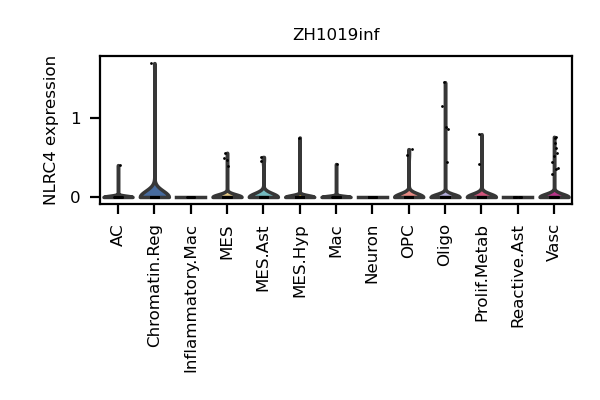 ZH1019inf
NLRC4 expression
1
0
AC
Chromatin.Reg
Inflammatory.Mac
MES
MES.Ast
MES.Hyp
Mac
Neuron
OPC
Oligo
Prolif.Metab
Reactive.Ast
Vasc